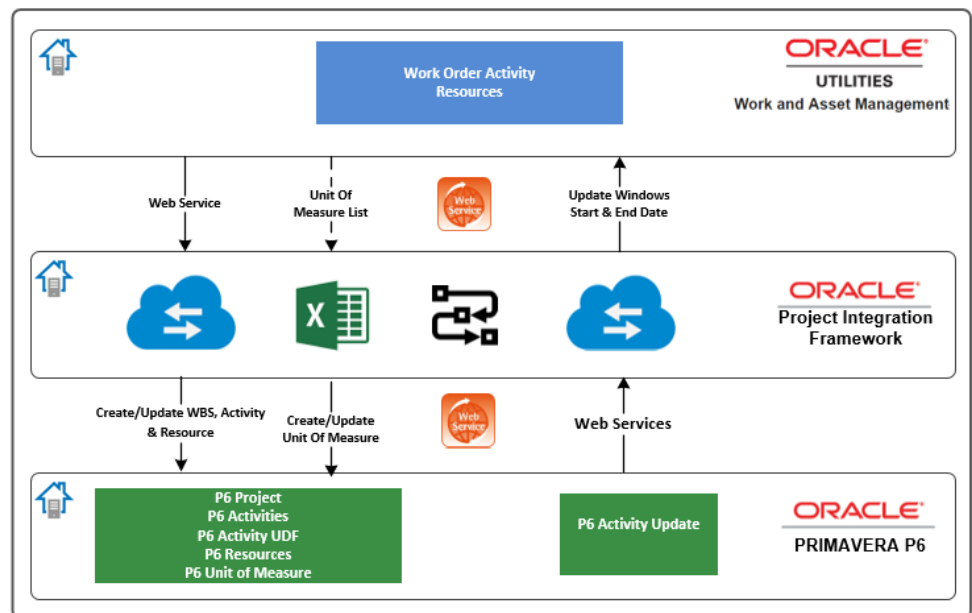 Work Order Activity
Resources
ORACLE®
UTILITIES
Work and Asset Management
Web Service
Unit Of
Measure List
Web
Service
Update Windows
Start & End Date
X
ORACLE®
Project Integration
Framework
Create/Update WBS, Activity
& Resource
Create/Update
Unit Of Measure
Web
Service
Web Services
P6 Project
P6 Activities
P6 Activity UDF
P6 Resources
P6 Unit of Measure
P6 Activity Update
ORACLE®
PRIMAVERA P6